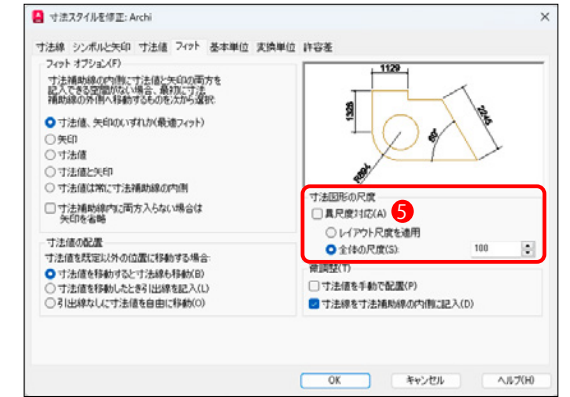 寸法スタイルを修正: Archi
寸法線 シンボルと矢印 寸法値 フィット 基本単位 変換単位 許容差
フィット オプション(F)
寸法補助線の内側に寸法値と矢印の両方を
記入できる空間がない場合、最初に寸法
補助線の外側へ移動するものを次から選択:
寸法値、矢印のいずれか(最適フィット)
矢印
寸法値
寸法値と矢印
寸法値は常に寸法補助線の内側
寸法補助線内に両方入らない場合は
矢印を省略
寸法値の配置
寸法値を既定以外の位置に移動する場合:
寸法値を移動すると寸法線も移動(B)
寸法値を移動したとき引出線を記入(L)
引出線なしに寸法値を自由に移動(O)
1129
1328
2245
60°
R894
寸法図形の尺度
異尺度対応(A)
5
レイアウト尺度を適用
全体の尺度(S):
100
微調整(T)
寸法値を手動で配置(P)
寸法線を寸法補助線の内側に記入(D)
OK
キャンセル
ヘルプ(H)